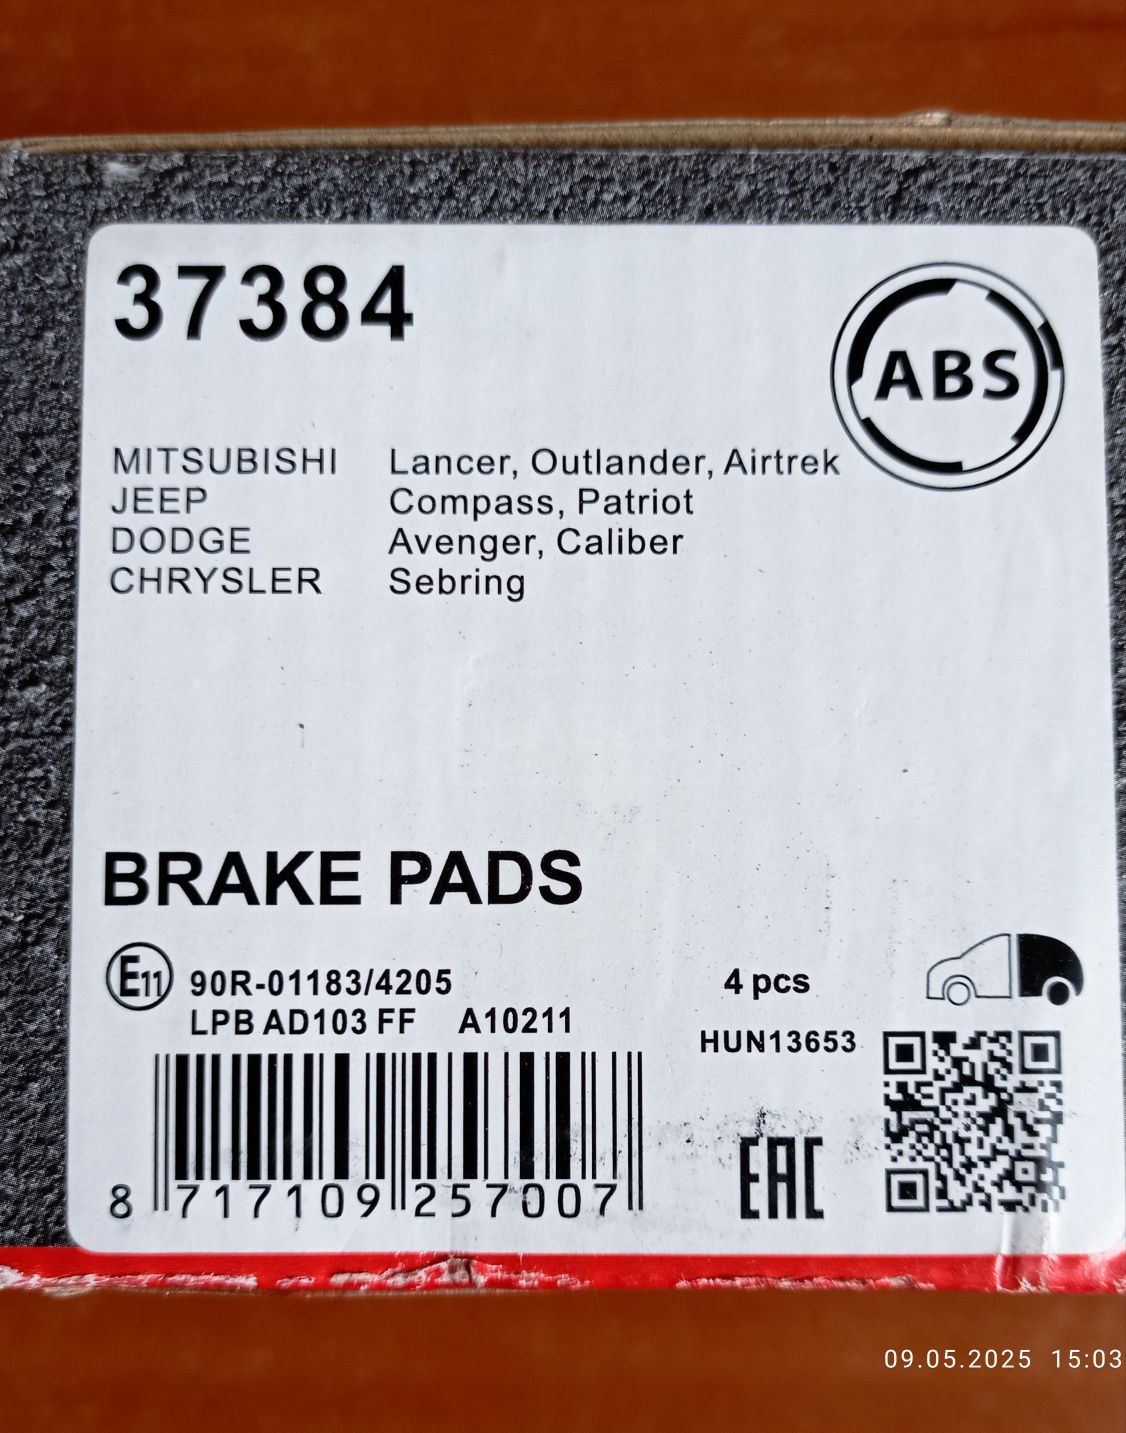 37384
ABS
MITSUBISHI Lancer, Outlander, Airtrek
JEEP Compass, Patriot
DODGE Avenger, Caliber
CHRYSLER Sebring
BRAKE PADS
E11 90R-01183/4205 4 pcs
LPB AD103 FF A10211
HUN13653
EAC
8 717109 257007
09.05.2025 15:03